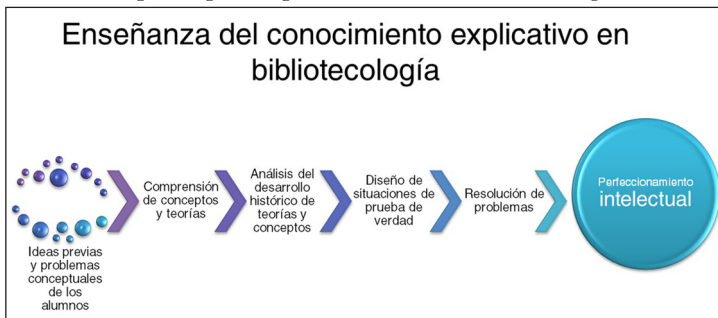 Enseñanza del conocimiento explicativo en
bibliotecología
Ideas previas
y problemas
conceptuales
de los
alumnos
Comprensión
de conceptos
y teorías
Análisis del
desarrollo
histórico de
teorías y
conceptos
Diseño de
situaciones de
prueba de
verdad
Resolución de
problemas
Perfeccionamiento
intelectual